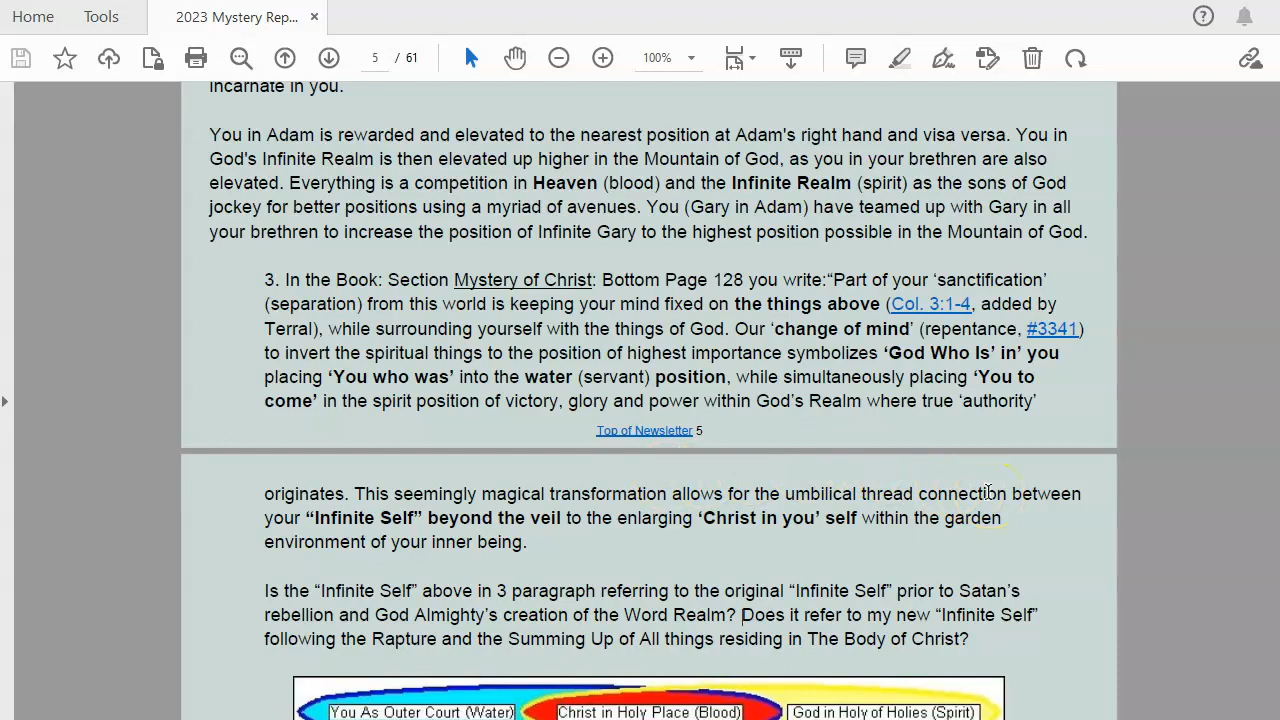 Home Tools 2023 Mystery Rep... ×
5 / 61 100%
incarnate in you.
You in Adam is rewarded and elevated to the nearest position at Adam's right hand and visa versa. You in
God's Infinite Realm is then elevated up higher in the Mountain of God, as you in your brethren are also
elevated. Everything is a competition in Heaven (blood) and the Infinite Realm (spirit) as the sons of God
jockey for better positions using a myriad of avenues. You (Gary in Adam) have teamed up with Gary in all
your brethren to increase the position of Infinite Gary to the highest position possible in the Mountain of God.
3. In the Book: Section Mystery of Christ: Bottom Page 128 you write:“Part of your ‘sanctification’
(separation) from this world is keeping your mind fixed on the things above (Col. 3:1-4, added by
Terral), while surrounding yourself with the things of God. Our ‘change of mind’ (repentance, #3341)
to invert the spiritual things to the position of highest importance symbolizes ‘God Who Is’ in’ you
placing ‘You who was’ into the water (servant) position, while simultaneously placing ‘You to
come’ in the spirit position of victory, glory and power within God’s Realm where true ‘authority’
Top of Newsletter 5
originates. This seemingly magical transformation allows for the umbilical thread connection between
your “Infinite Self” beyond the veil to the enlarging ‘Christ in you’ self within the garden
environment of your inner being.
Is the “Infinite Self” above in 3 paragraph referring to the original “Infinite Self” prior to Satan’s
rebellion and God Almighty’s creation of the Word Realm? Does it refer to my new “Infinite Self”
following the Rapture and the Summing Up of All things residing in The Body of Christ?
You As Outer Court (Water) Christ in Holy Place (Blood) God in Holy of Holies (Spirit)